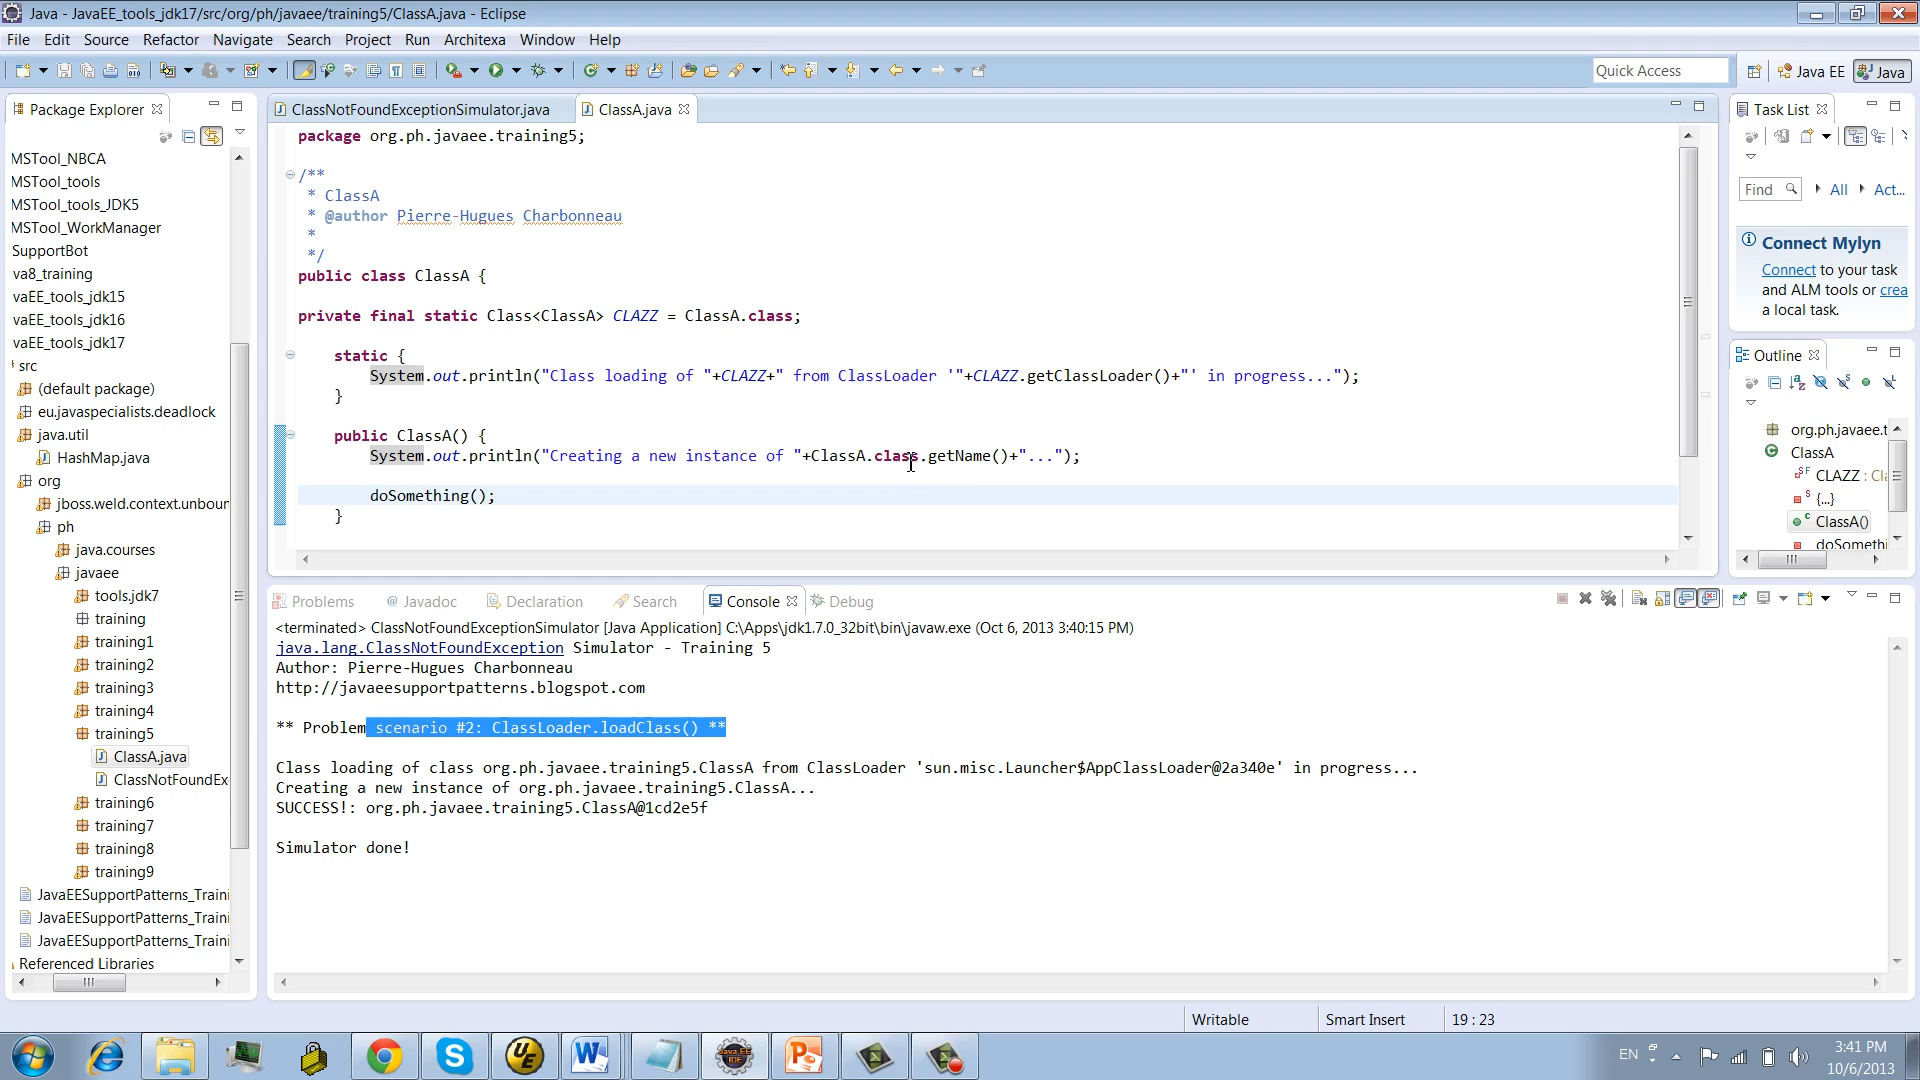 Java - JavaEE_tools_jdk17/src/org/ph/javaee/training5/ClassA.java - Eclipse
File Edit Source Refactor Navigate Search Project Run Architexa Window Help
Quick Access
Java EE
Java
Package Explorer
MSTool_NBCA
MSTool_tools
MSTool_tools_JDK5
MSTool_WorkManager
SupportBot
va8_training
vaEE_tools_jdk15
vaEE_tools_jdk16
vaEE_tools_jdk17
src
(default package)
eu.javaspecialists.deadlock
java.util
HashMap.java
org
jboss.weld.context.unboun
ph
java.courses
javaee
tools.jdk7
training
training1
training2
training3
training4
training5
ClassA.java
ClassNotFoundEx
training6
training7
training8
training9
JavaEESupportPatterns_Traini
JavaEESupportPatterns_Traini
JavaEESupportPatterns_Traini
Referenced Libraries
ClassNotFoundExceptionSimulator.java
ClassA.java
package org.ph.javaee.training5;
/**
* ClassA
* @author Pierre-Hugues Charbonneau
*
*/
public class ClassA {
private final static Class<ClassA> CLAZZ = ClassA.class;
static {
System.out.println("Class loading of "+CLAZZ+" from ClassLoader '"+CLAZZ.getClassLoader()+"' in progress...");
}
public ClassA() {
System.out.println("Creating a new instance of "+ClassA.class.getName()+"...");
doSomething();
}
Task List
Find
All
Act...
Connect Mylyn
Connect to your task
and ALM tools or crea
a local task.
Outline
org.ph.javaee.t
ClassA
CLAZZ : Cla
{...}
ClassA()
doSomethi
Problems
@ Javadoc
Declaration
Search
Console
Debug
<terminated> ClassNotFoundExceptionSimulator [Java Application] C:\Apps\jdk1.7.0_32bit\bin\javaw.exe (Oct 6, 2013 3:40:15 PM)
java.lang.ClassNotFoundException Simulator - Training 5
Author: Pierre-Hugues Charbonneau
http://javaeesupportpatterns.blogspot.com
** Problem scenario #2: ClassLoader.loadClass() **
Class loading of class org.ph.javaee.training5.ClassA from ClassLoader 'sun.misc.Launcher$AppClassLoader@2a340e' in progress...
Creating a new instance of org.ph.javaee.training5.ClassA...
SUCCESS!: org.ph.javaee.training5.ClassA@1cd2e5f
Simulator done!
Writable
Smart Insert
19 : 23
EN
3:41 PM
10/6/2013